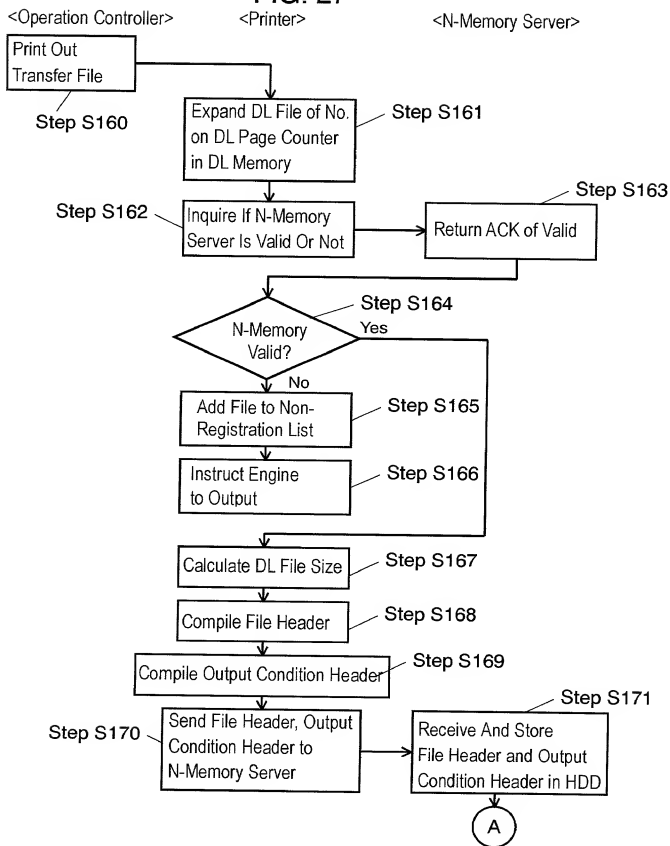 <Operation Controller>
<Printer>
<N-Memory Server>
Print Out
Transfer File
Step S160
Expand DL File of No.
on DL Page Counter
in DL Memory
Step S161
Step S162
Inquire If N-Memory
Server Is Valid Or Not
Step S163
Return ACK of Valid
Step S164
N-Memory
Valid?
Yes
No
Add File to Non-
Registration List
Step S165
Instruct Engine
to Output
Step S166
Calculate DL File Size
Step S167
Compile File Header
Step S168
Compile Output Condition Header
Step S169
Step S170
Send File Header, Output
Condition Header to
N-Memory Server
Step S171
Receive And Store
File Header and Output
Condition Header in HDD
A